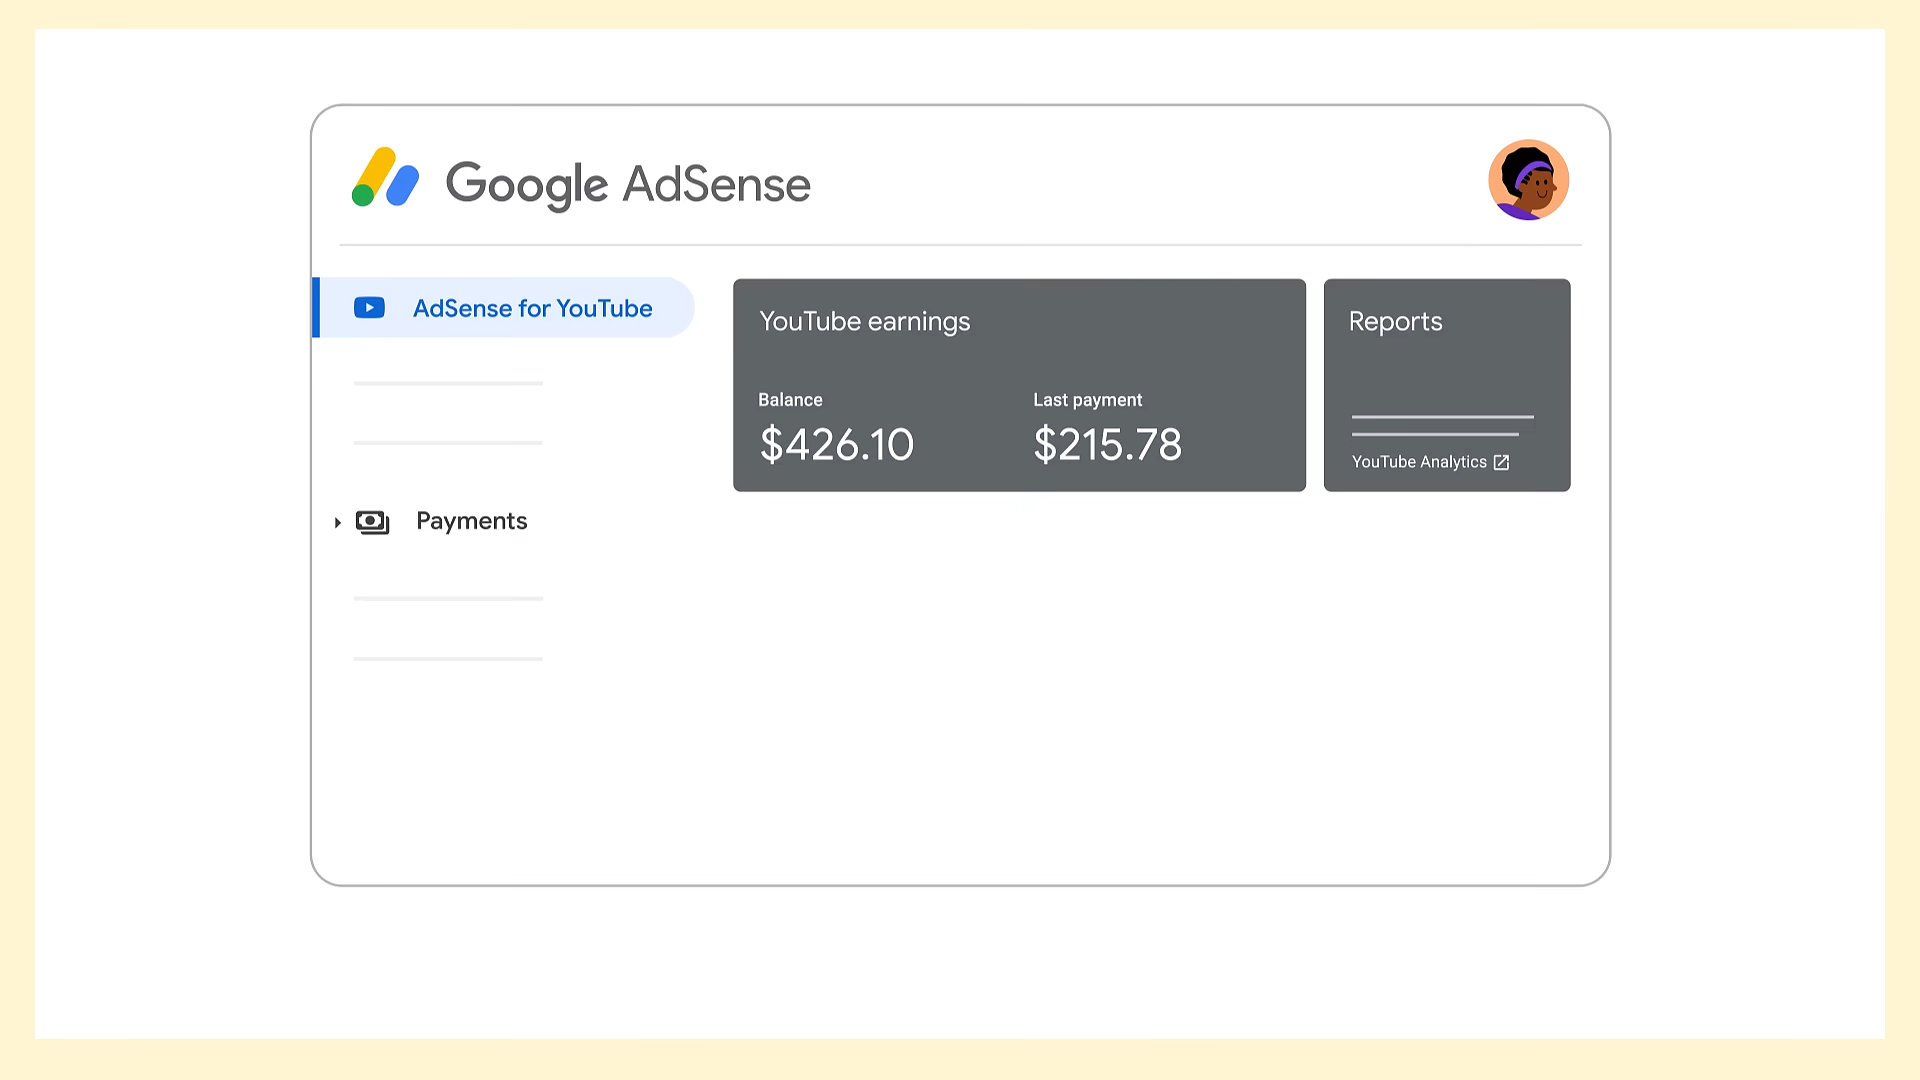 Google AdSense
AdSense for YouTube
YouTube earnings
Balance
$426.10
Last payment
$215.78
Reports
YouTube Analytics
Payments